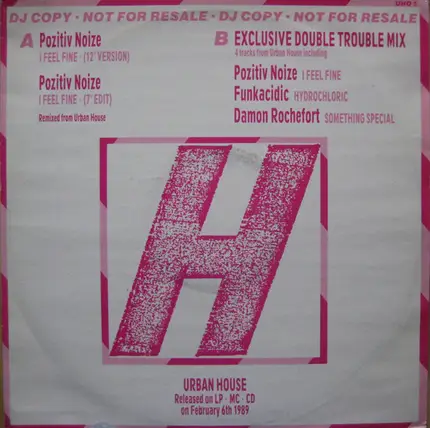 UHO 1
DJ COPY · NOT FOR RESALE · DJ COPY · NOT FOR RESALE
A Pozitiv Noize
I FEEL FINE · (12" VERSION)
Pozitiv Noize
I FEEL FINE · (7" EDIT)
Remixed from Urban House
B EXCLUSIVE DOUBLE TROUBLE MIX
4 tracks from Urban House including
Pozitiv Noize I FEEL FINE
Funkacidic HYDROCHLORIC
Damon Rochefort SOMETHING SPECIAL
H
URBAN HOUSE
Released on LP · MC · CD
on February 6th 1989